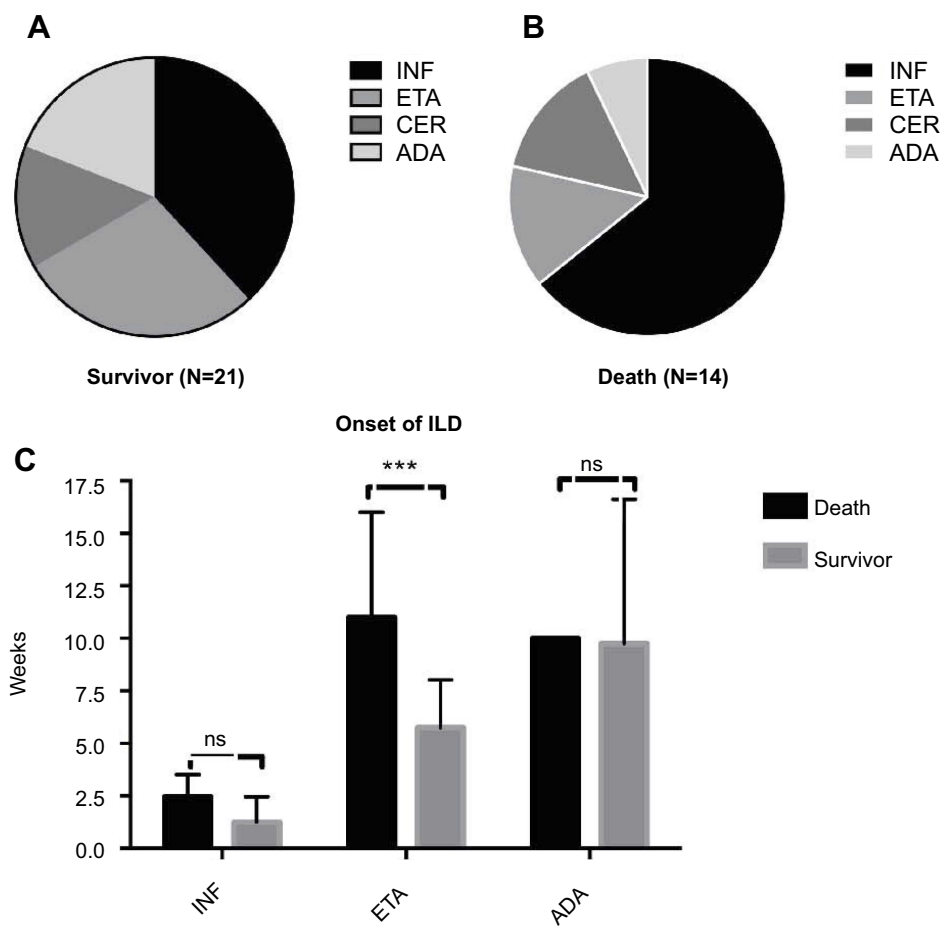 A
INF
ETA
CER
ADA
Survivor (N=21)
B
INF
ETA
CER
ADA
Death (N=14)
Onset of ILD
C
***
ns
ns
17.5
15.0
12.5
10.0
7.5
5.0
2.5
0.0
Weeks
INF
ETA
ADA
Death
Survivor